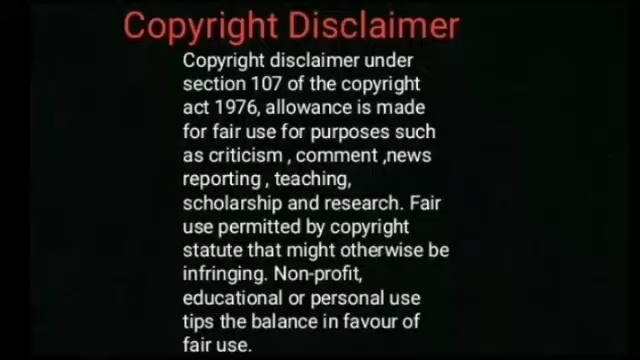 Copyright Disclaimer
Copyright disclaimer under
section 107 of the copyright
act 1976, allowance is made
for fair use for purposes such
as criticism , comment ,news
reporting , teaching,
scholarship and research. Fair
use permitted by copyright
statute that might otherwise be
infringing. Non-profit,
educational or personal use
tips the balance in favour of
fair use.